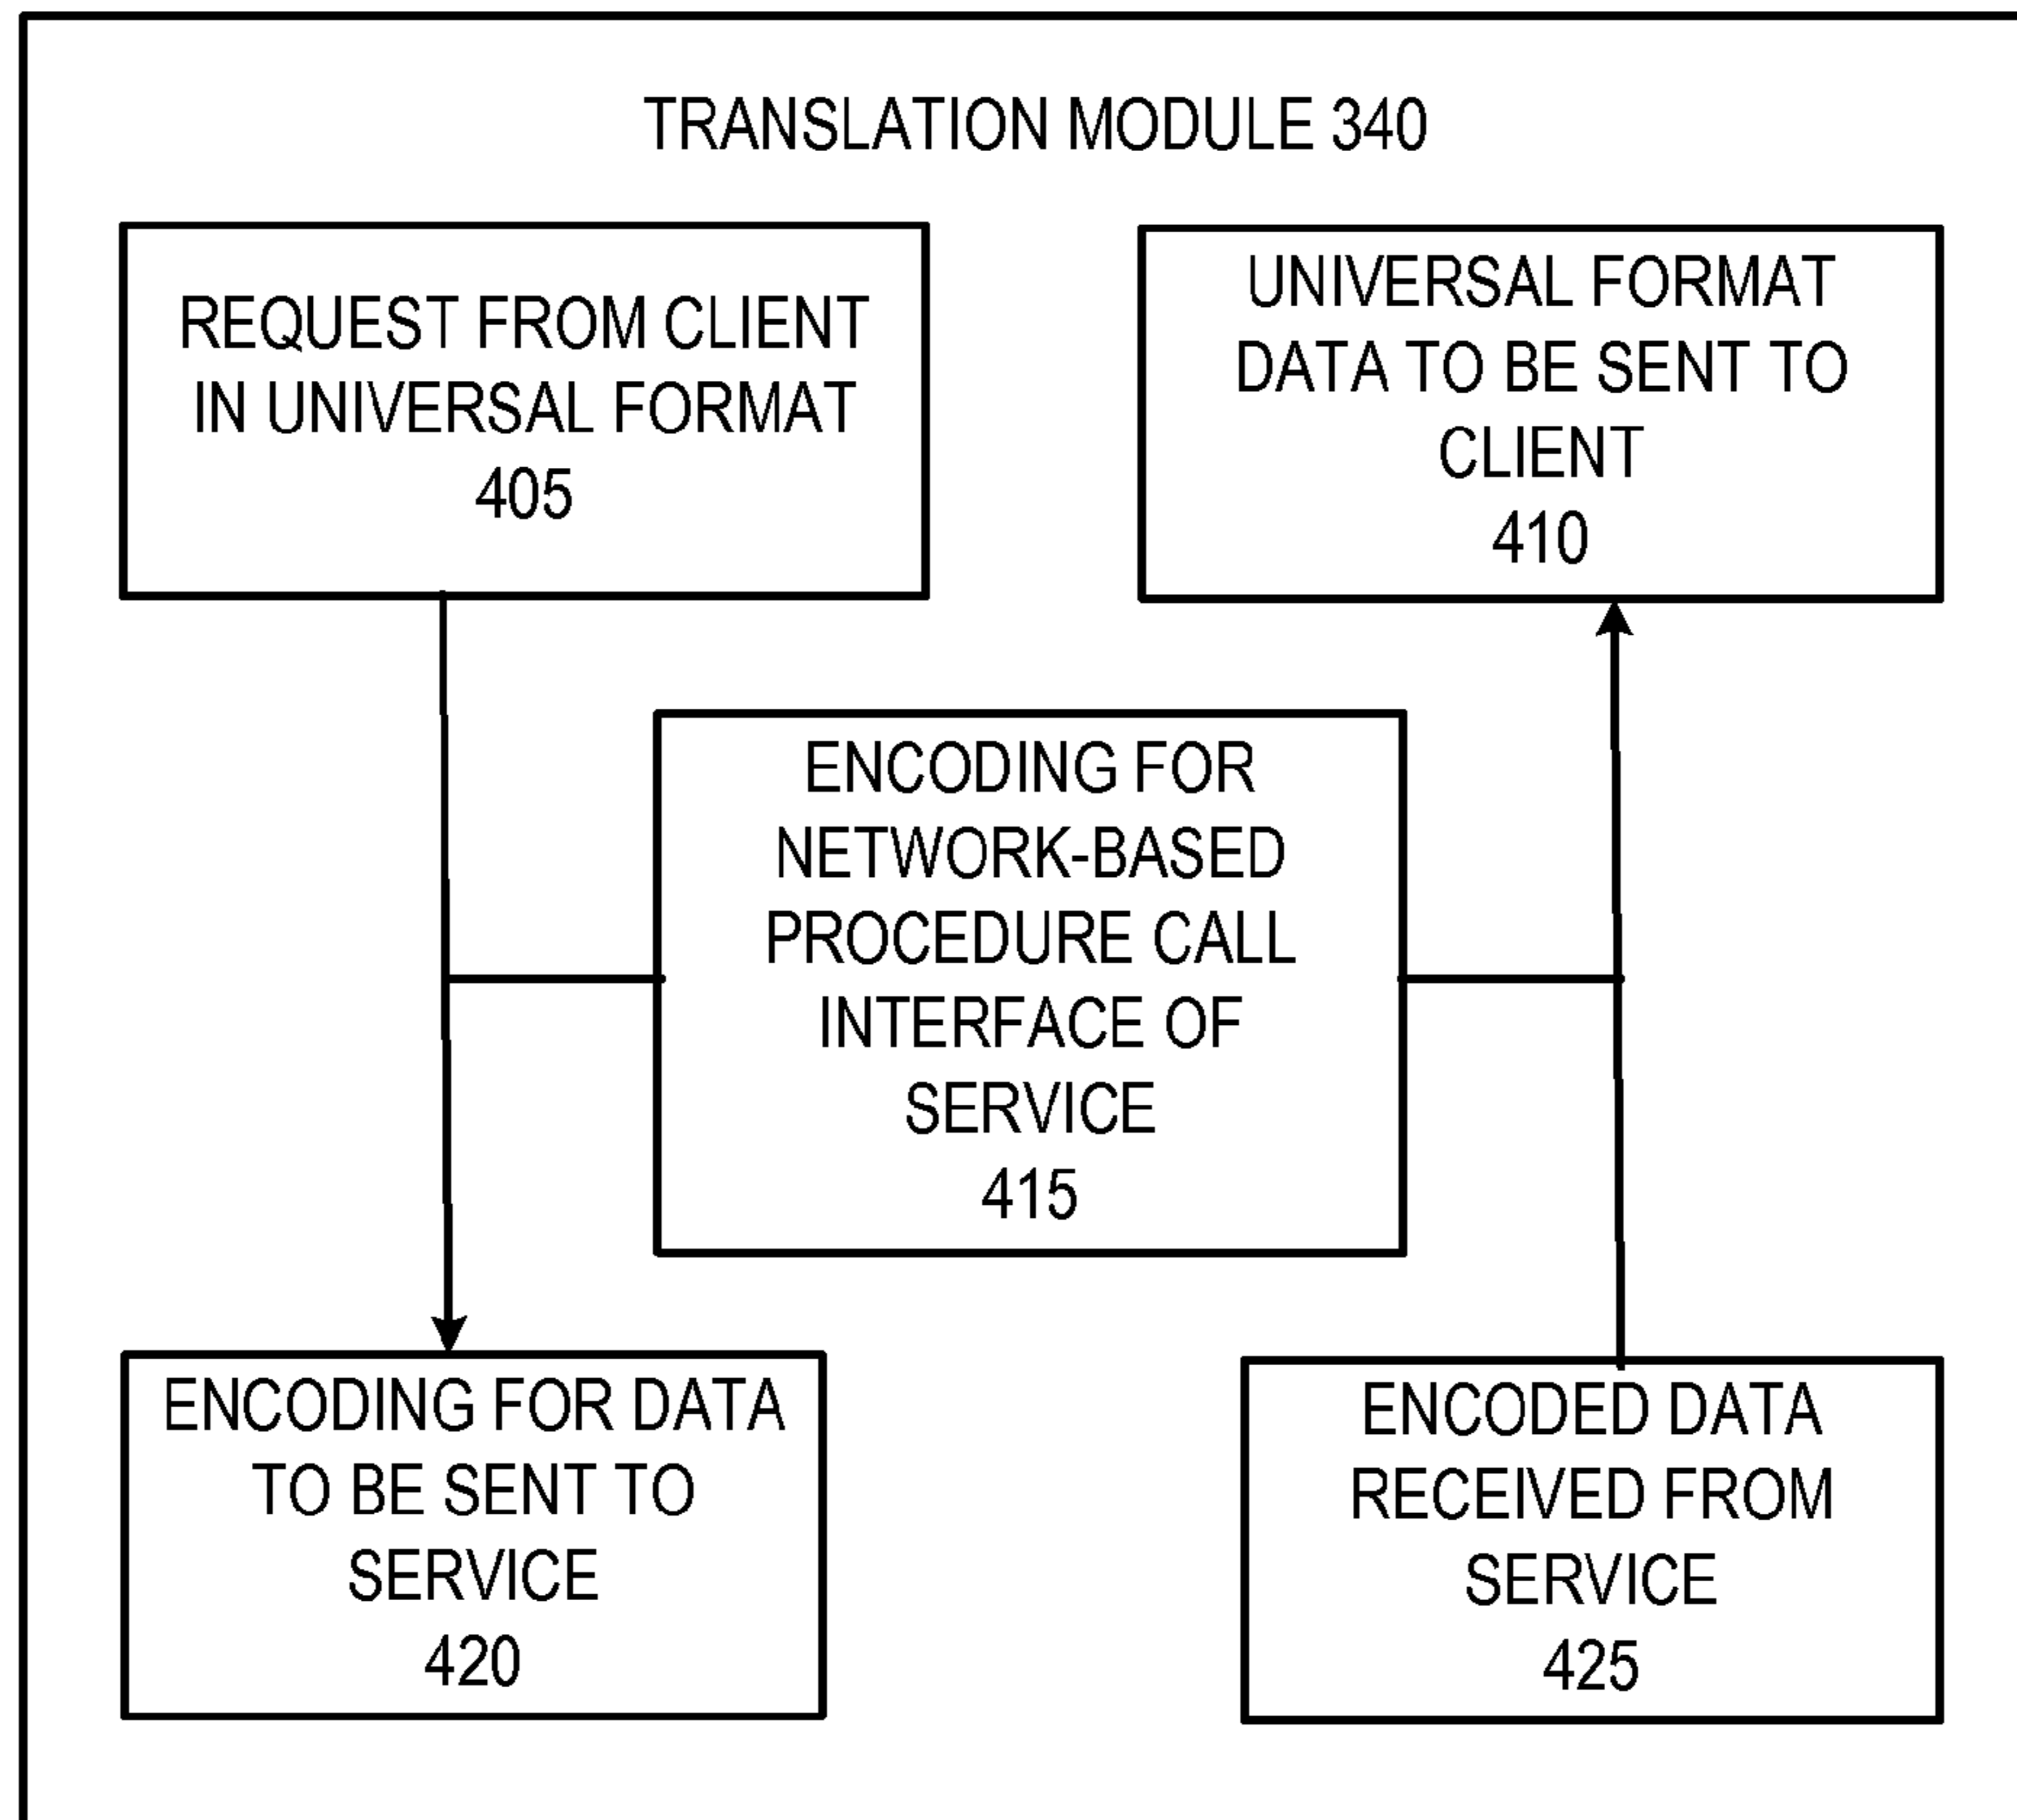 TRANSLATION MODULE 340
REQUEST FROM CLIENT
IN UNIVERSAL FORMAT
405
UNIVERSAL FORMAT
DATA TO BE SENT TO
CLIENT
410
ENCODING FOR
NETWORK-BASED
PROCEDURE CALL
INTERFACE OF
SERVICE
415
ENCODING FOR DATA
TO BE SENT TO
SERVICE
420
ENCODED DATA
RECEIVED FROM
SERVICE
425